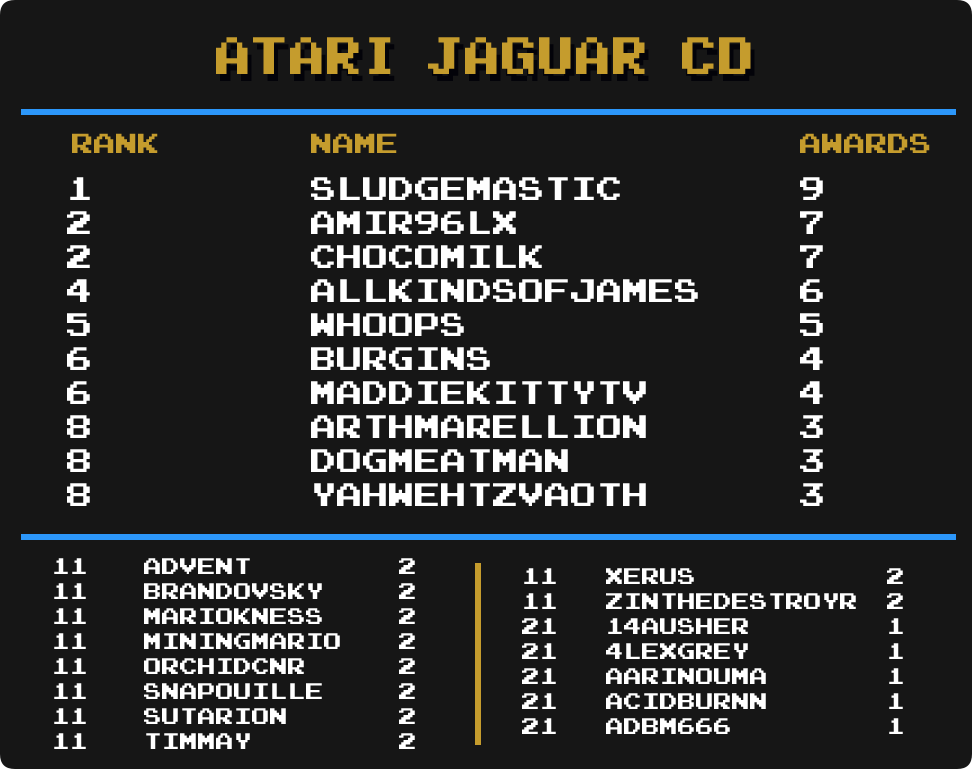 ATARI JAGUAR CD
RANK NAME AWARDS
1 SLUDGEMASTIC 9
2 AMIR96LX 7
2 CHOCOMILK 7
4 ALLKINDSOFJAMES 6
5 WHOOPS 5
6 BURGINS 4
6 MADDIEKITTYTV 4
8 ARTHMARELLION 3
8 DOGMEATMAN 3
8 YAHWEHTZVAOTH 3
11 ADVENT 2
11 BRANDOVSKY 2
11 MARIOKNESS 2
11 MININGMARIO 2
11 ORCHIDCNR 2
11 SNAPOUILLE 2
11 SUTARION 2
11 TIMMAY 2
11 XERUS 2
11 ZINTHEDESTROYR 2
21 14AUSHER 1
21 4LEXGREY 1
21 AARINOUMA 1
21 ACIDBURNN 1
21 ADBM666 1